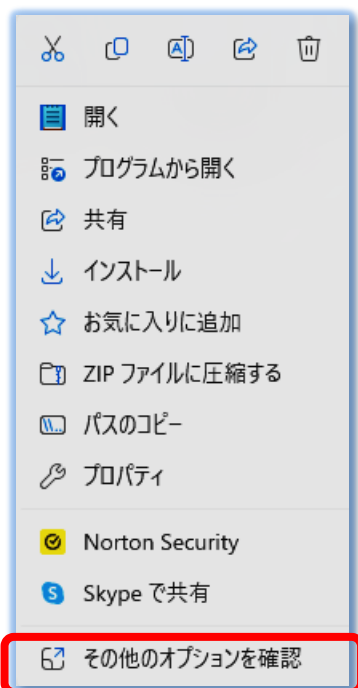 開く
プログラムから開く
共有
インストール
お気に入りに追加
ZIP ファイルに圧縮する
パスのコピー
プロパティ
Norton Security
Skype で共有
その他のオプションを確認